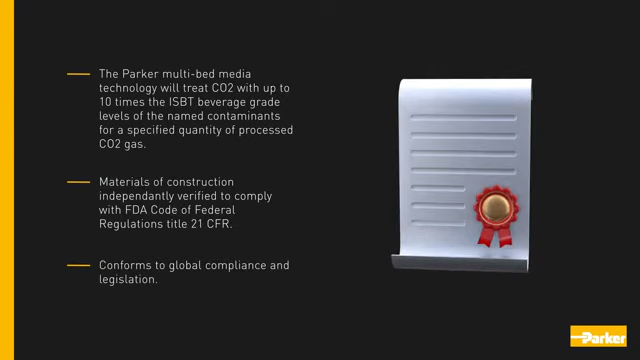 The Parker multi-bed media
technology will treat CO2 with up to
10 times the ISBT beverage grade
levels of the named contaminants
for a specified quantity of processed
CO2 gas.
Materials of construction
independantly verified to comply
with FDA Code of Federal
Regulations title 21 CFR.
Conforms to global compliance and
legislation.
Parker